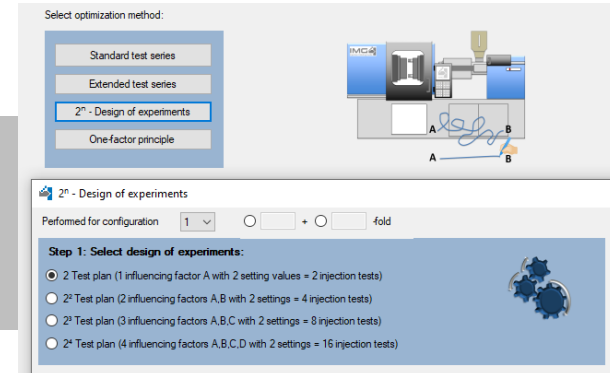 Select optimization method:
Standard test series
Extended test series
2ⁿ - Design of experiments
One-factor principle
IMG
A B
A B
2ⁿ - Design of experiments
Performed for configuration 1 + -fold
Step 1: Select design of experiments:
2 Test plan (1 influencing factor A with 2 setting values = 2 injection tests)
2² Test plan (2 influencing factors A,B with 2 settings = 4 injection tests)
2³ Test plan (3 influencing factors A,B,C with 2 settings = 8 injection tests)
2⁴ Test plan (4 influencing factors A,B,C,D with 2 settings = 16 injection tests)